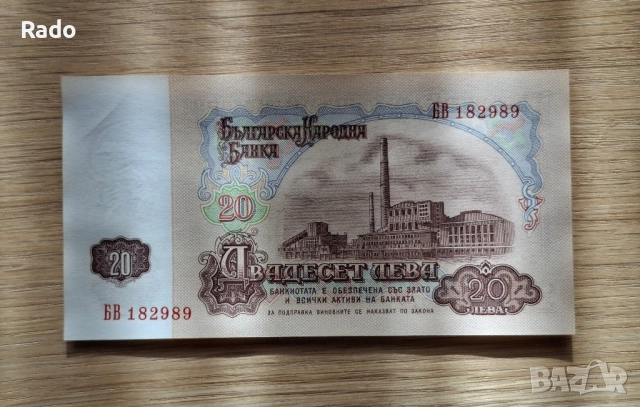 Rado
БВ 182989
Българска Народна
Банка
20
20
Двадесет лева
БАНКНОТАТА Е ОБЕЗПЕЧЕНА СЪС ЗЛАТО
И ВСИЧКИ АКТИВИ НА БАНКАТА
ЗА ПОДПРАВКА ВИНОВНИТЕ СЕ НАКАЗВАТ ПО ЗАКОНА
20
ЛЕВА
БВ 182989
BAZAR